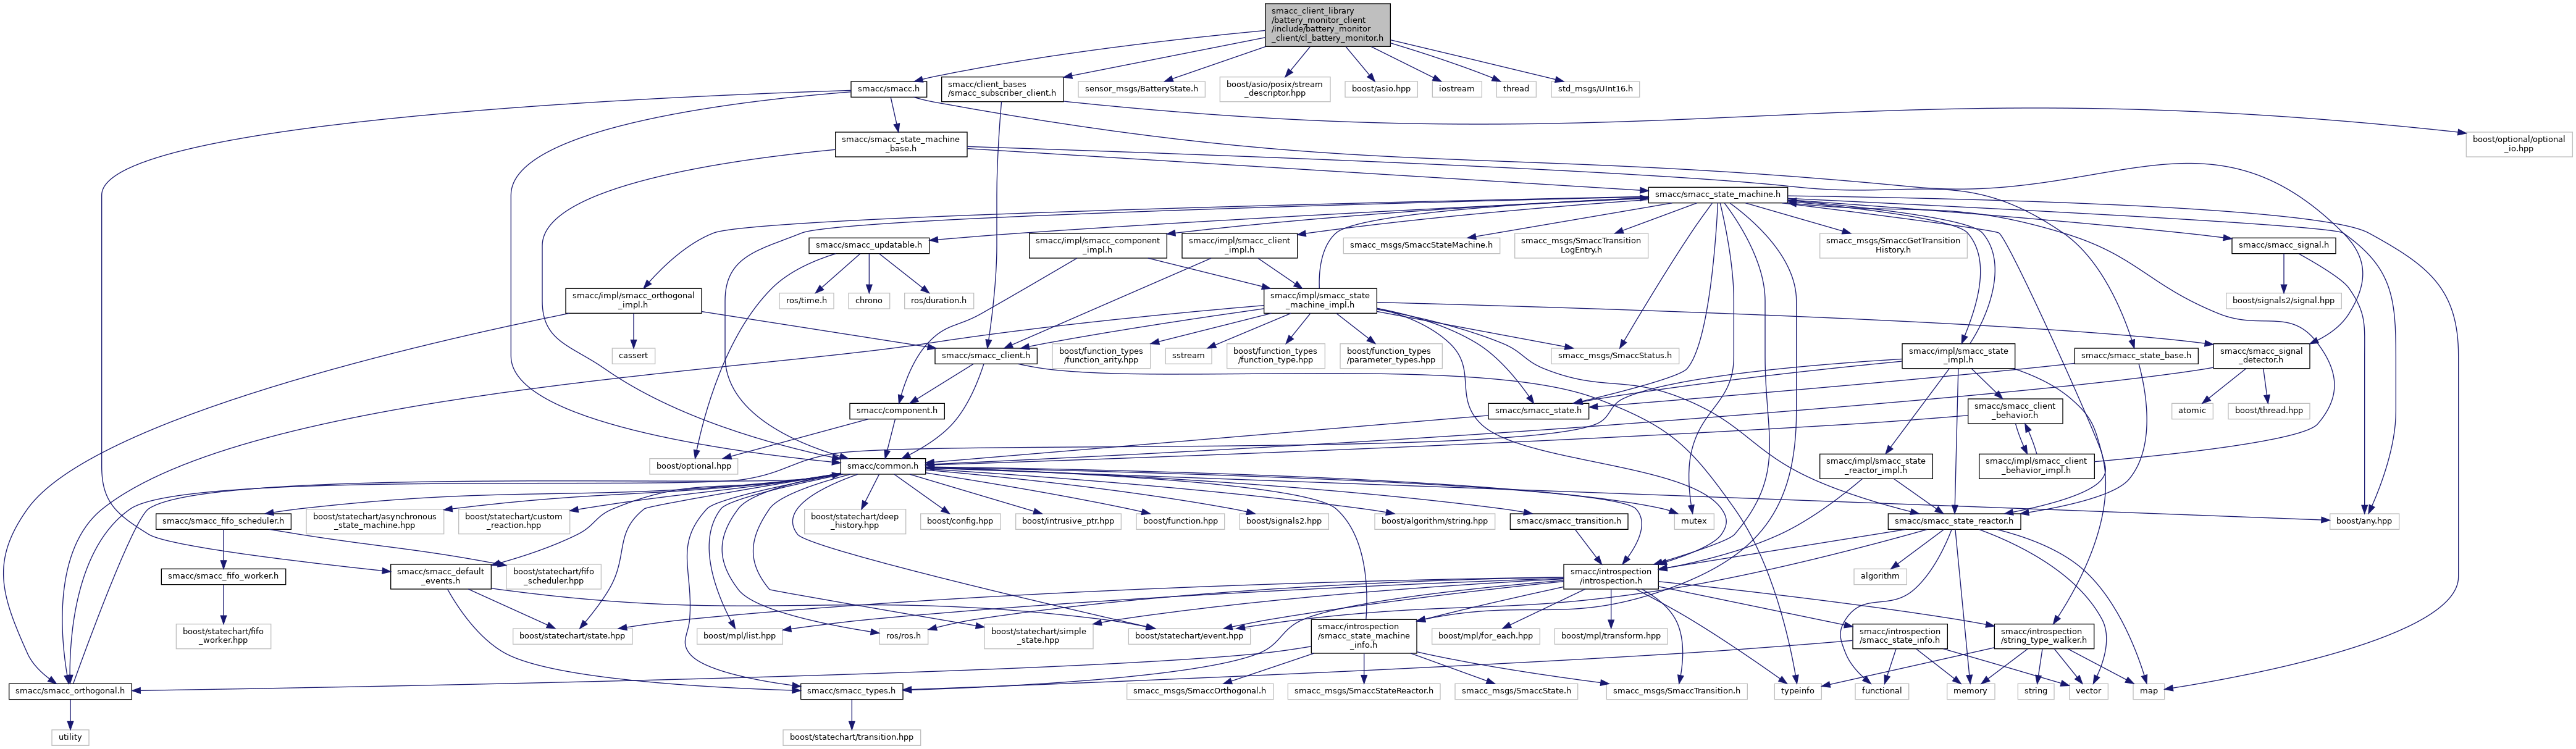 smacc_client_library
/battery_monitor_client
/include/battery_monitor
_client/cl_battery_monitor.h
smacc/smacc.h
smacc/client_bases
/smacc_subscriber_client.h
sensor_msgs/BatteryState.h
boost/asio/posix/stream
_descriptor.hpp
boost/asio.hpp
iostream
thread
std_msgs/UInt16.h
smacc/smacc_state_machine
_base.h
boost/optional/optional
_io.hpp
smacc/smacc_state_machine.h
smacc/smacc_updatable.h
smacc/impl/smacc_component
_impl.h
smacc/impl/smacc_client
_impl.h
smacc_msgs/SmaccStateMachine.h
smacc_msgs/SmaccTransition
LogEntry.h
smacc_msgs/SmaccGetTransition
History.h
smacc/smacc_signal.h
smacc/impl/smacc_orthogonal
_impl.h
ros/time.h
chrono
ros/duration.h
smacc/impl/smacc_state
_machine_impl.h
boost/signals2/signal.hpp
cassert
smacc/smacc_client.h
boost/function_types
/function_arity.hpp
sstream
boost/function_types
/function_type.hpp
boost/function_types
/parameter_types.hpp
smacc_msgs/SmaccStatus.h
smacc/impl/smacc_state
_impl.h
smacc/smacc_state_base.h
smacc/smacc_signal
_detector.h
smacc/component.h
smacc/smacc_state.h
smacc/smacc_client
_behavior.h
atomic
boost/thread.hpp
boost/optional.hpp
smacc/common.h
smacc/impl/smacc_state
_reactor_impl.h
smacc/impl/smacc_client
_behavior_impl.h
smacc/smacc_fifo_scheduler.h
boost/statechart/asynchronous
_state_machine.hpp
boost/statechart/custom
_reaction.hpp
boost/statechart/deep
_history.hpp
boost/config.hpp
boost/intrusive_ptr.hpp
boost/function.hpp
boost/signals2.hpp
boost/algorithm/string.hpp
smacc/smacc_transition.h
mutex
smacc/smacc_state_reactor.h
boost/any.hpp
smacc/smacc_fifo_worker.h
smacc/smacc_default
_events.h
boost/statechart/fifo
_scheduler.hpp
smacc/introspection
/introspection.h
algorithm
boost/statechart/fifo
_worker.hpp
boost/statechart/state.hpp
boost/mpl/list.hpp
ros/ros.h
boost/statechart/simple
_state.hpp
boost/statechart/event.hpp
smacc/introspection
/smacc_state_machine
_info.h
boost/mpl/for_each.hpp
boost/mpl/transform.hpp
smacc/introspection
/smacc_state_info.h
smacc/introspection
/string_type_walker.h
smacc/smacc_orthogonal.h
smacc/smacc_types.h
smacc_msgs/SmaccOrthogonal.h
smacc_msgs/SmaccStateReactor.h
smacc_msgs/SmaccState.h
smacc_msgs/SmaccTransition.h
typeinfo
functional
memory
string
vector
map
utility
boost/statechart/transition.hpp